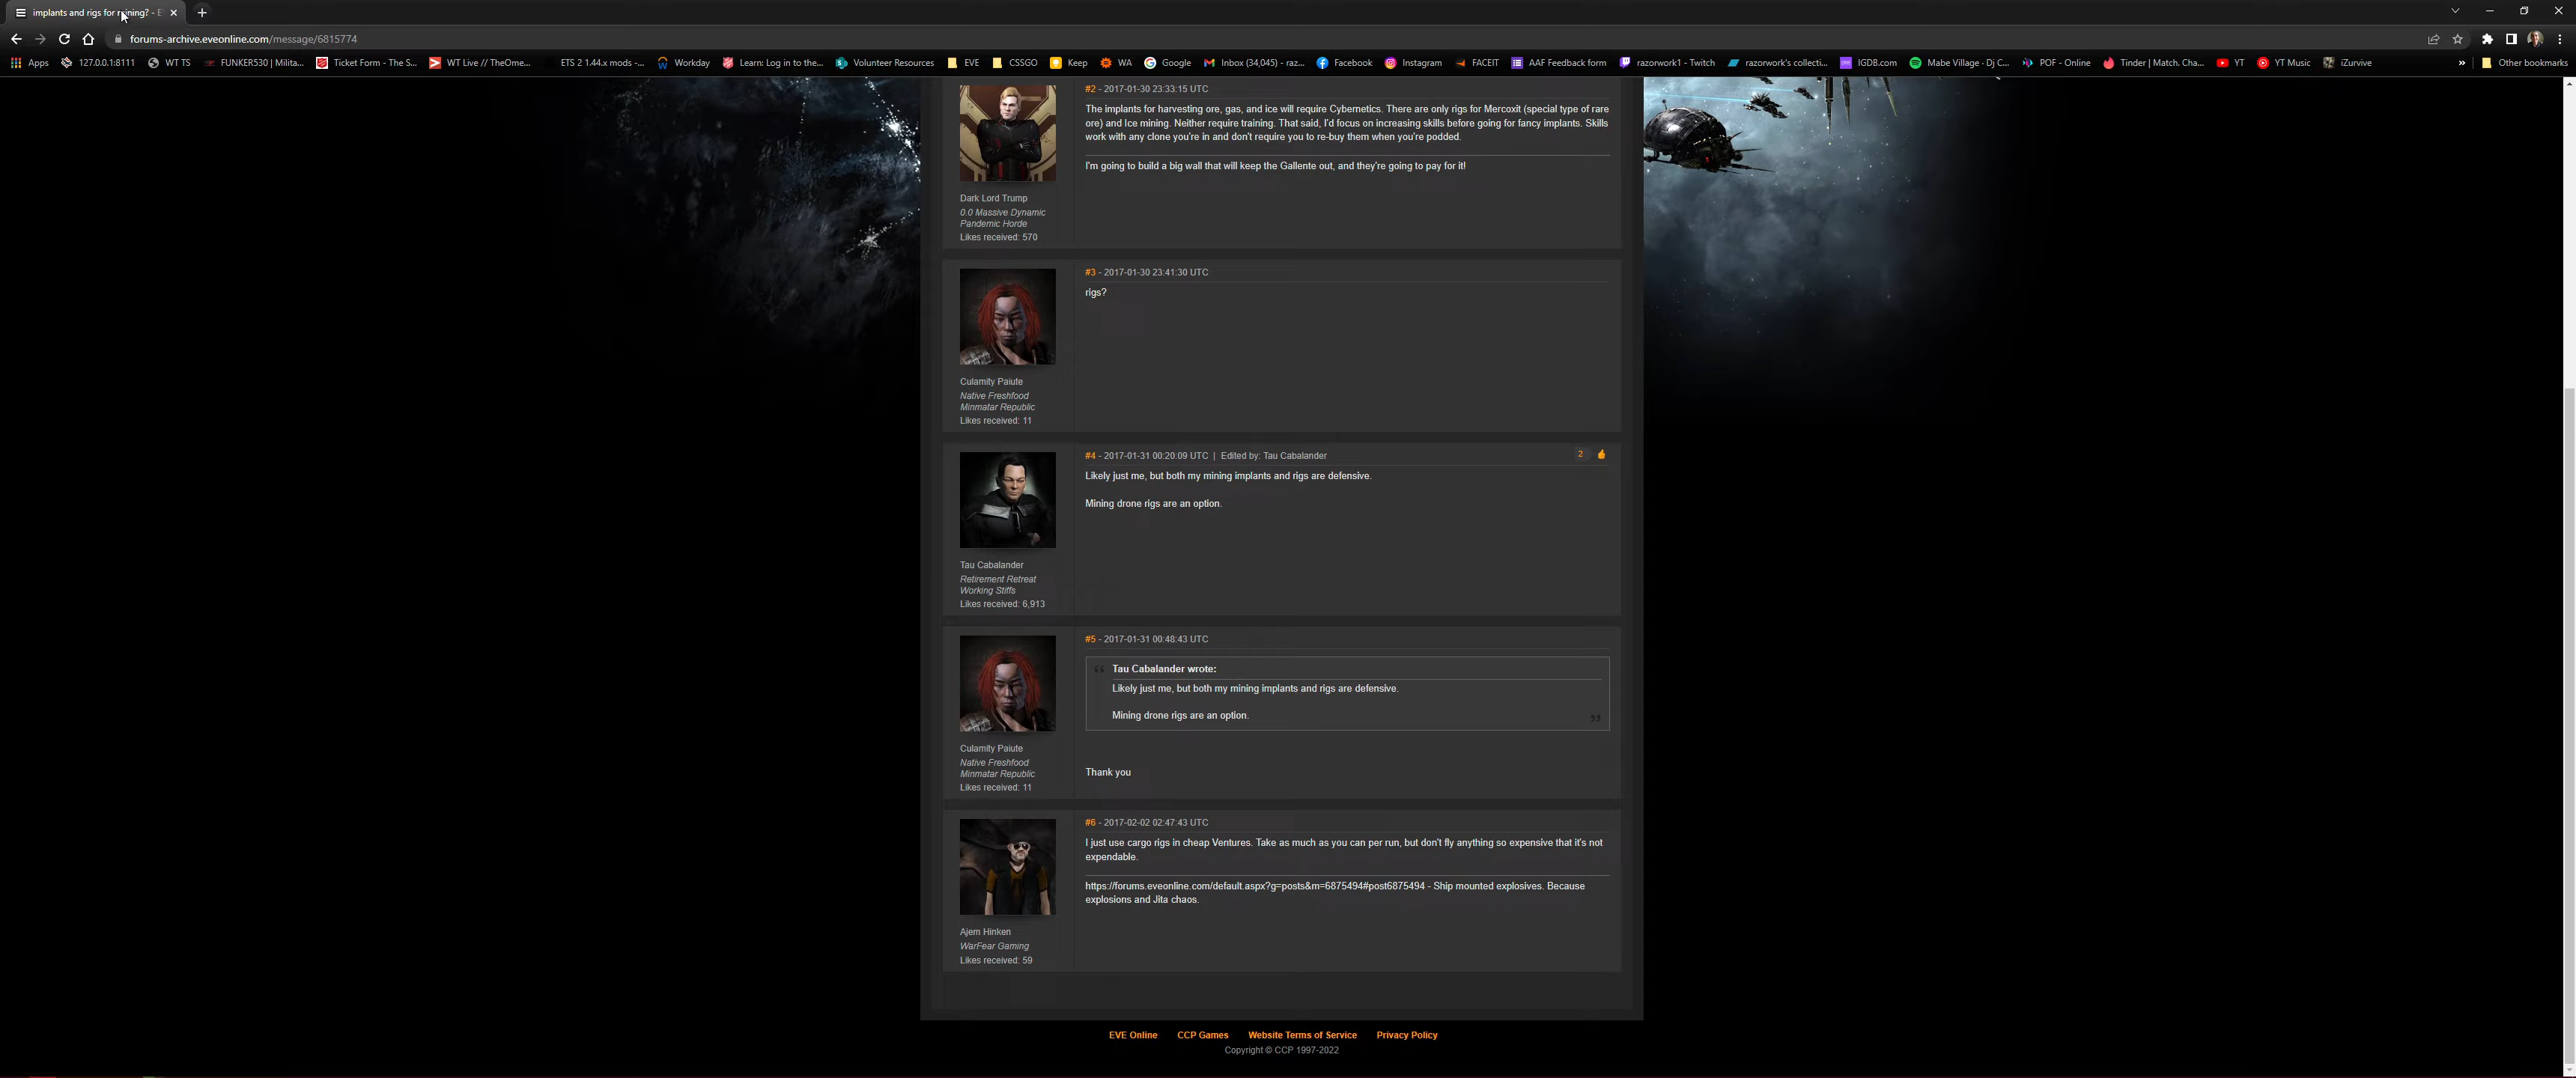 implants and rigs for mining? - E
forums-archive.eveonline.com/message/6815774
Apps 127.0.0.1:8111 WT TS FUNKER530 | Milita... Ticket Form - The S... WT Live // TheOme... ETS 2 1.44.x mods -... Workday Learn: Log in to the... Volunteer Resources EVE CSSGO Keep WA Google Inbox (34,045) - raz... Facebook Instagram FACEIT AAF Feedback form razorwork1 - Twitch razorwork's collecti... IGDB.com Mabe Village - Dj C... POF - Online Tinder | Match. Cha... YT YT Music iZurvive » Other bookmarks
#2 - 2017-01-30 23:33:15 UTC
The implants for harvesting ore, gas, and ice will require Cybernetics. There are only rigs for Mercoxit (special type of rare
ore) and Ice mining. Neither require training. That said, I'd focus on increasing skills before going for fancy implants. Skills
work with any clone you're in and don't require you to re-buy them when you're podded.
I'm going to build a big wall that will keep the Gallente out, and they're going to pay for it!
Dark Lord Trump
0.0 Massive Dynamic
Pandemic Horde
Likes received: 570
#3 - 2017-01-30 23:41:30 UTC
rigs?
Culamity Paiute
Native Freshfood
Minmatar Republic
Likes received: 11
#4 - 2017-01-31 00:20:09 UTC | Edited by: Tau Cabalander 2
Likely just me, but both my mining implants and rigs are defensive.
Mining drone rigs are an option.
Tau Cabalander
Retirement Retreat
Working Stiffs
Likes received: 6,913
#5 - 2017-01-31 00:48:43 UTC
Tau Cabalander wrote:
Likely just me, but both my mining implants and rigs are defensive.
Mining drone rigs are an option.
Thank you
Culamity Paiute
Native Freshfood
Minmatar Republic
Likes received: 11
#6 - 2017-02-02 02:47:43 UTC
I just use cargo rigs in cheap Ventures. Take as much as you can per run, but don't fly anything so expensive that it's not
expendable.
https://forums.eveonline.com/default.aspx?g=posts&m=6875494#post6875494 - Ship mounted explosives. Because
explosions and Jita chaos.
Ajem Hinken
WarFear Gaming
Likes received: 59
EVE Online CCP Games Website Terms of Service Privacy Policy
Copyright © CCP 1997-2022